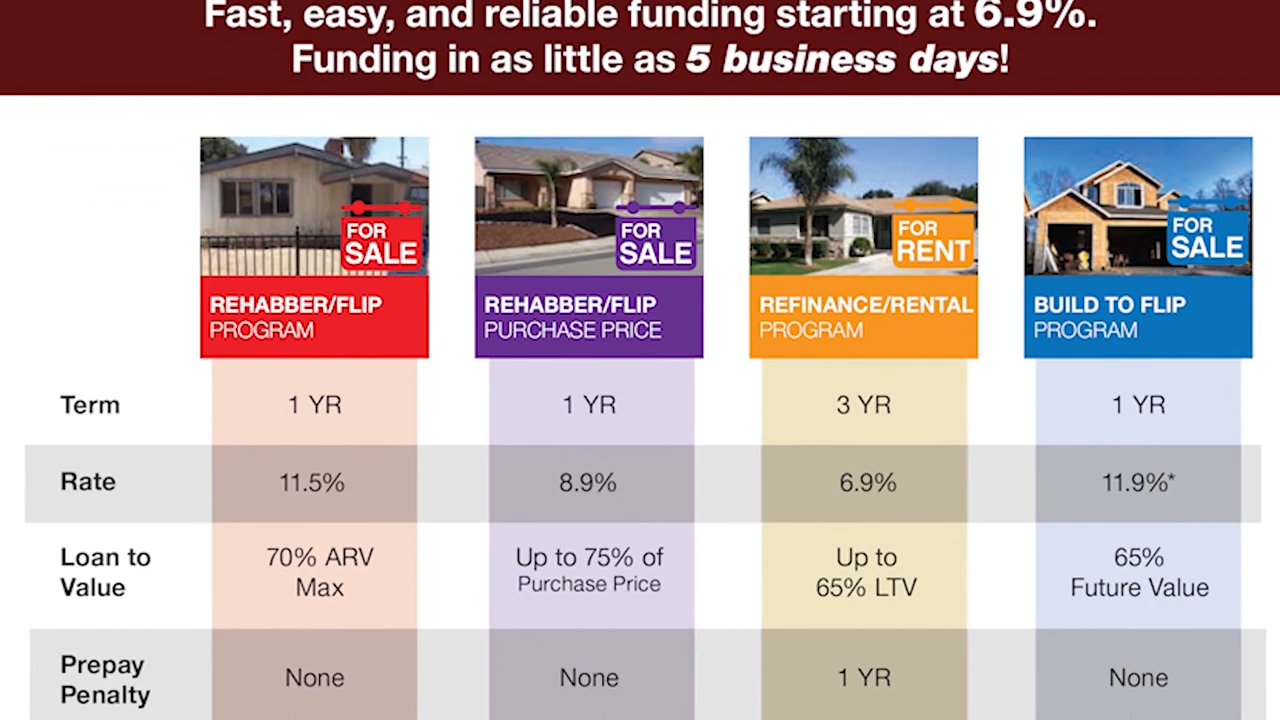 Fast, easy, and reliable funding starting at 6.9%.
Funding in as little as 5 business days!
FOR
SALE
REHABBER/FLIP
PROGRAM
FOR
SALE
REHABBER/FLIP
PURCHASE PRICE
FOR
RENT
REFINANCE/RENTAL
PROGRAM
FOR
SALE
BUILD TO FLIP
PROGRAM
Term 1 YR 1 YR 3 YR 1 YR
Rate 11.5% 8.9% 6.9% 11.9%*
Loan to
Value
70% ARV
Max
Up to 75% of
Purchase Price
Up to
65% LTV
65%
Future Value
Prepay
Penalty
None
None
1 YR
None